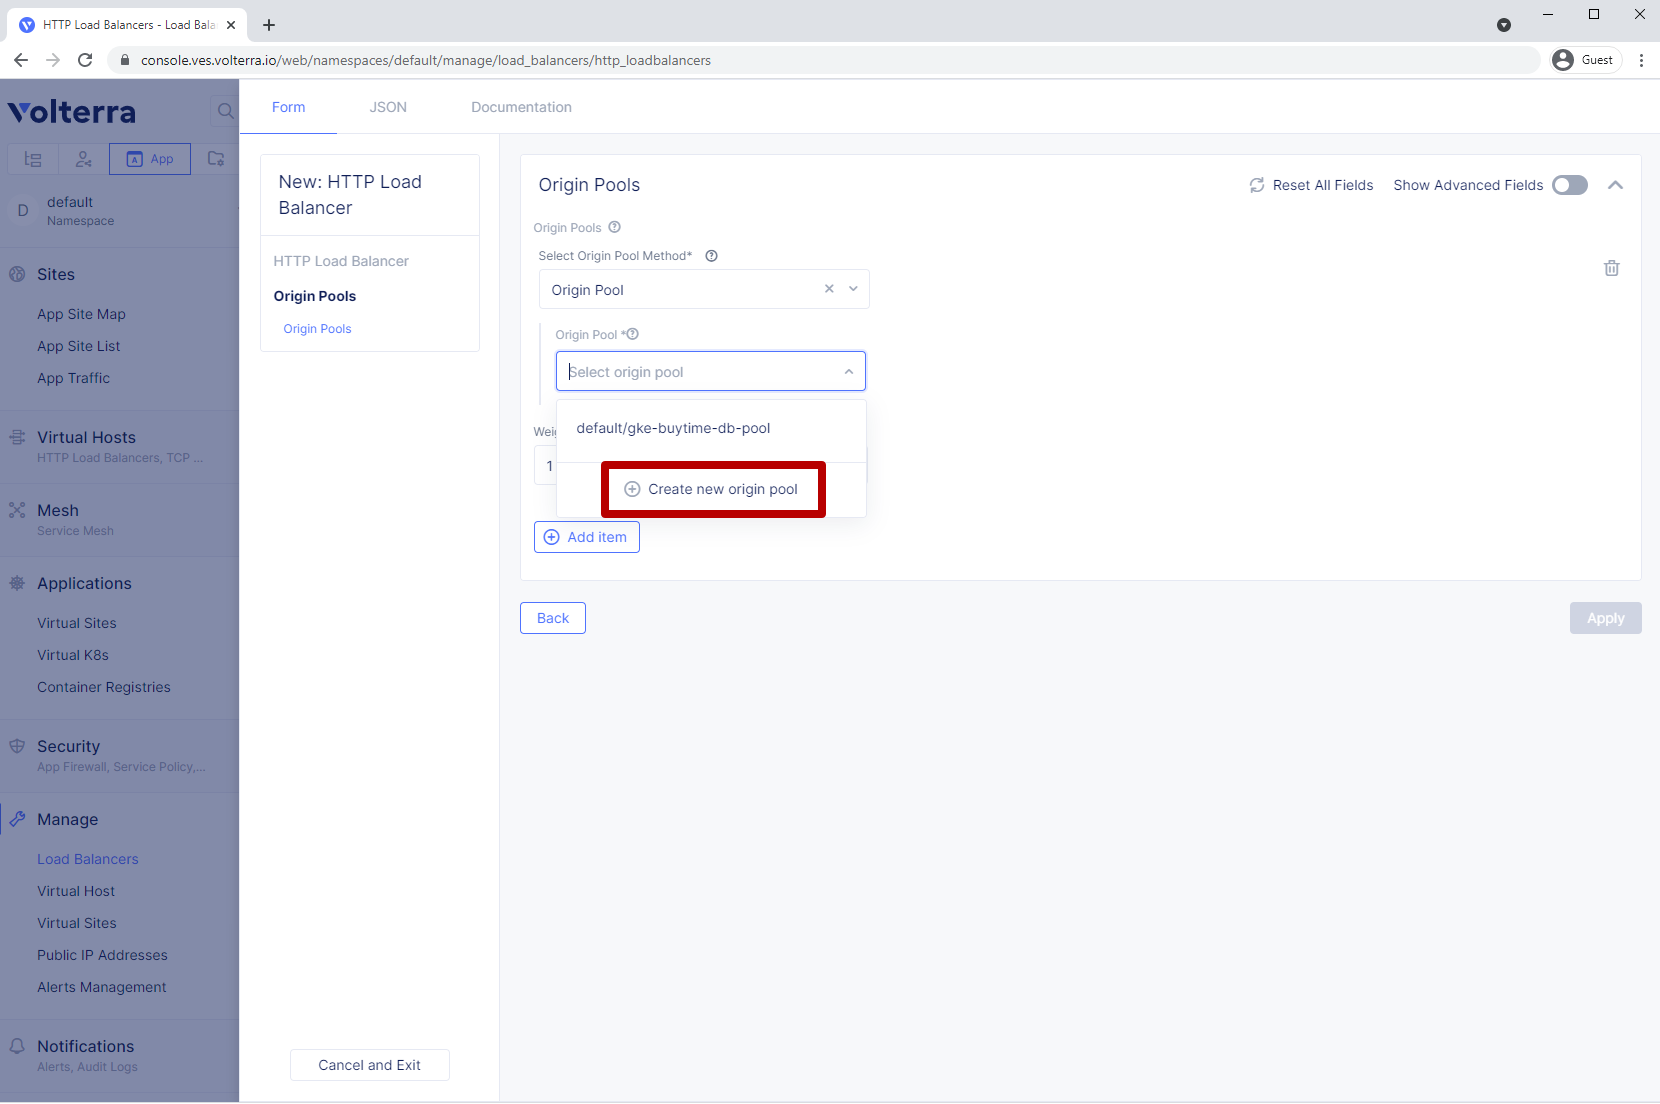 HTTP Load Balancers - Load Bala
console.ves.volterra.io/web/namespaces/default/manage/load_balancers/http_loadbalancers
Guest
Volterra
App
D
default
Namespace
Sites
App Site Map
App Site List
App Traffic
Virtual Hosts
HTTP Load Balancers, TCP ...
Mesh
Service Mesh
Applications
Virtual Sites
Virtual K8s
Container Registries
Security
App Firewall, Service Policy,...
Manage
Load Balancers
Virtual Host
Virtual Sites
Public IP Addresses
Alerts Management
Notifications
Alerts, Audit Logs
Form
JSON
Documentation
New: HTTP Load
Balancer
HTTP Load Balancer
Origin Pools
Origin Pools
Cancel and Exit
Origin Pools
Reset All Fields
Show Advanced Fields
Origin Pools
Select Origin Pool Method*
Origin Pool
Origin Pool *
Select origin pool
default/gke-buytime-db-pool
1
Create new origin pool
Add item
Back
Apply